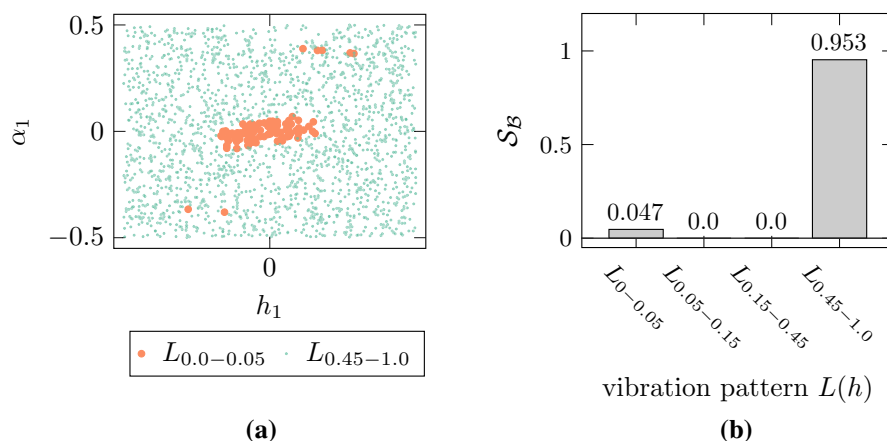 0.5
0
−0.5
α₁
0
h₁
L₀.₀₋₀.₀₅ L₀.₄₅₋₁.₀
(a)
1
0.5
0
S_B
0.047 0.0 0.0 0.953
L₀₋₀.₀₅ L₀.₀₅₋₀.₁₅ L₀.₁₅₋₀.₄₅ L₀.₄₅₋₁.₀
vibration pattern L(h)
(b)